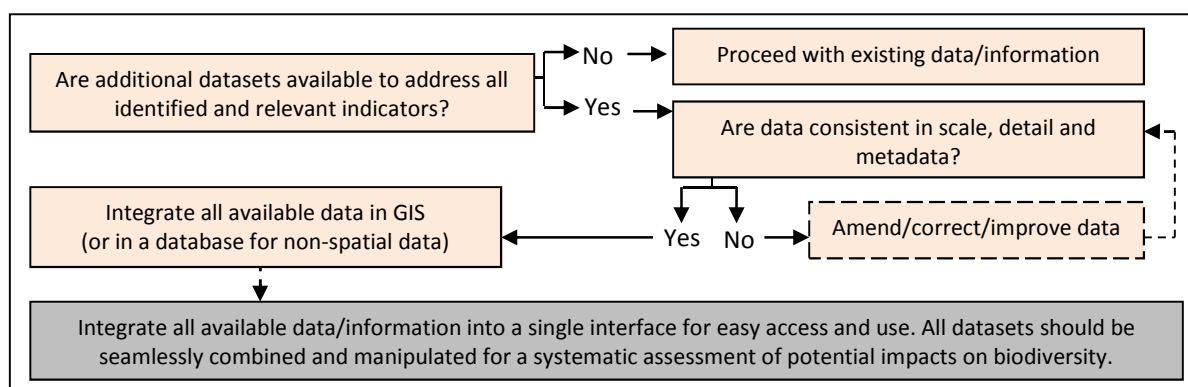 Are additional datasets available to address all
identified and relevant indicators?
No
Proceed with existing data/information
Yes
Are data consistent in scale, detail and
metadata?
Yes
No
Amend/correct/improve data
Integrate all available data in GIS
(or in a database for non-spatial data)
Integrate all available data/information into a single interface for easy access and use. All datasets should be
seamlessly combined and manipulated for a systematic assessment of potential impacts on biodiversity.